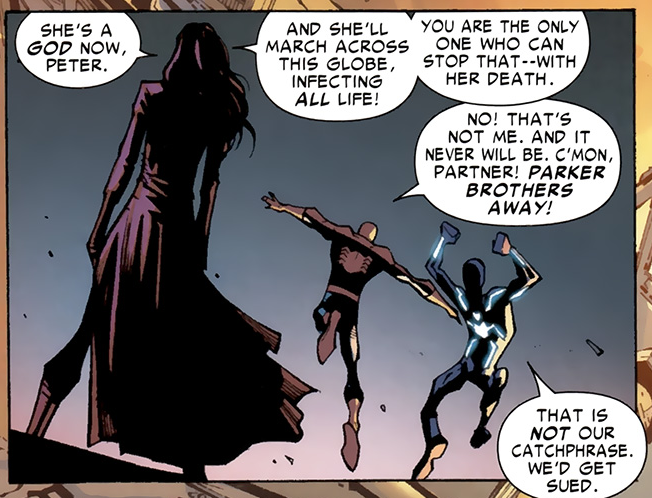 SHE'S A
GOD NOW,
PETER.
AND SHE'LL
MARCH ACROSS
THIS GLOBE,
INFECTING
ALL LIFE!
YOU ARE THE ONLY
ONE WHO CAN
STOP THAT--WITH
HER DEATH.
NO! THAT'S
NOT ME. AND IT
NEVER WILL BE. C'MON,
PARTNER! PARKER
BROTHERS
AWAY!
THAT IS
NOT OUR
CATCHPHRASE.
WE'D GET
SUED.